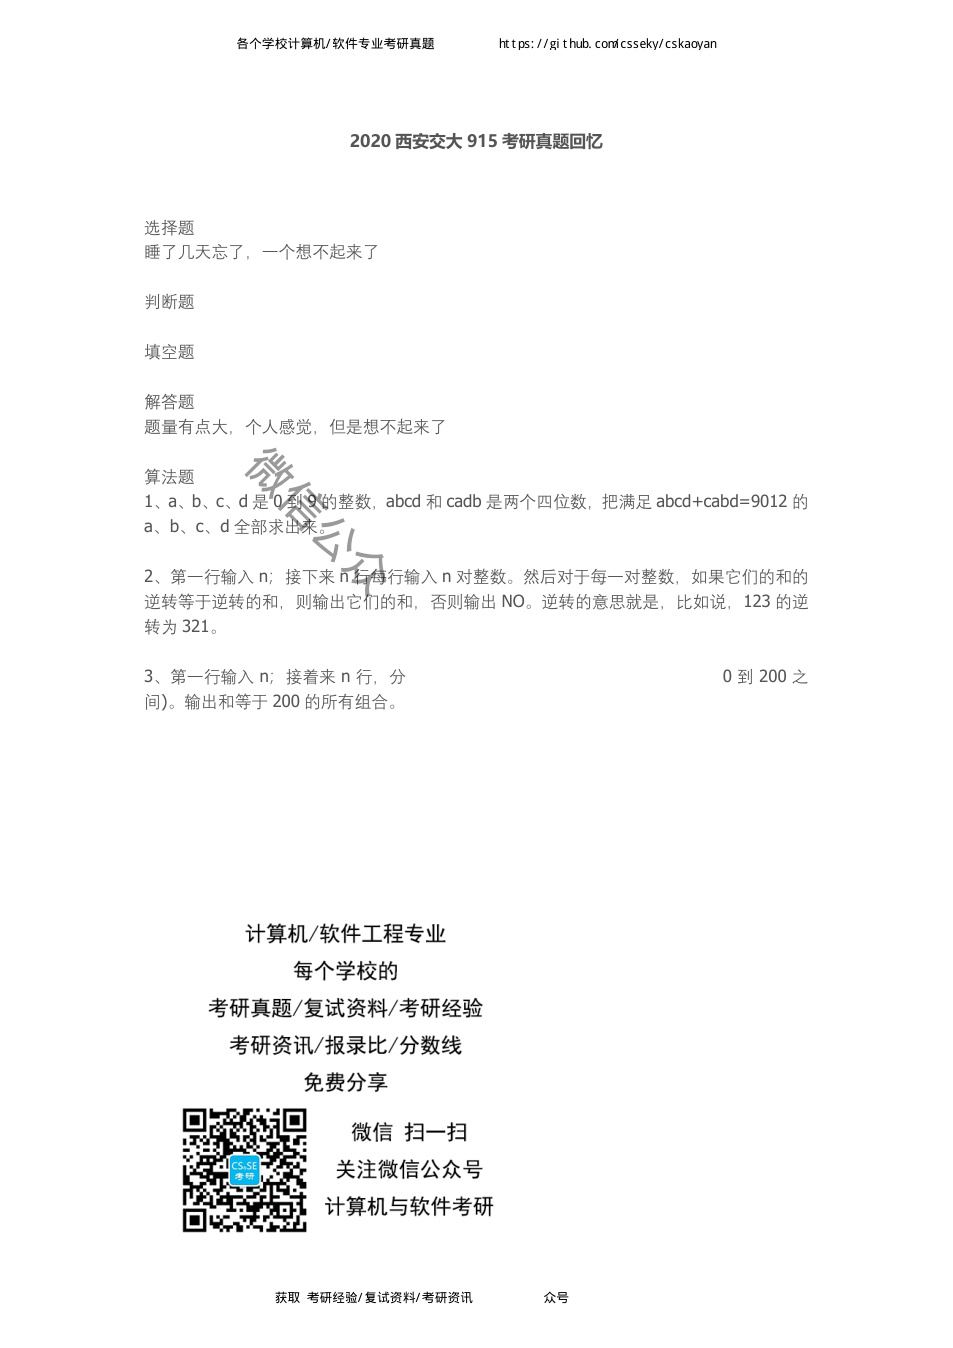 各个学校计算机/软件专业考研真题 https://github.com/csseky/cskaoyan
2020 西安交大 915 考研真题回忆
选择题
睡了几天忘了，一个想不起来了
判断题
填空题
解答题
题量有点大，个人感觉，但是想不起来了
算法题
1、a、b、c、d 是 0 到 9 的整数，abcd 和 cadb 是两个四位数，把满足 abcd+cabd=9012 的
a、b、c、d 全部求出来。
2、第一行输入 n；接下来 n 行每行输入 n 对整数。然后对于每一对整数，如果它们的和的
逆转等于逆转的和，则输出它们的和，否则输出 NO。逆转的意思就是，比如说，123 的逆
转为 321。
3、第一行输入 n；接着来 n 行，分 0 到 200 之
间)。输出和等于 200 的所有组合。
微信公众
计算机/软件工程专业
每个学校的
考研真题/复试资料/考研经验
考研资讯/报录比/分数线
免费分享
CS&SE
考研
微信 扫一扫
关注微信公众号
计算机与软件考研
获取 考研经验/复试资料/考研资讯 众号